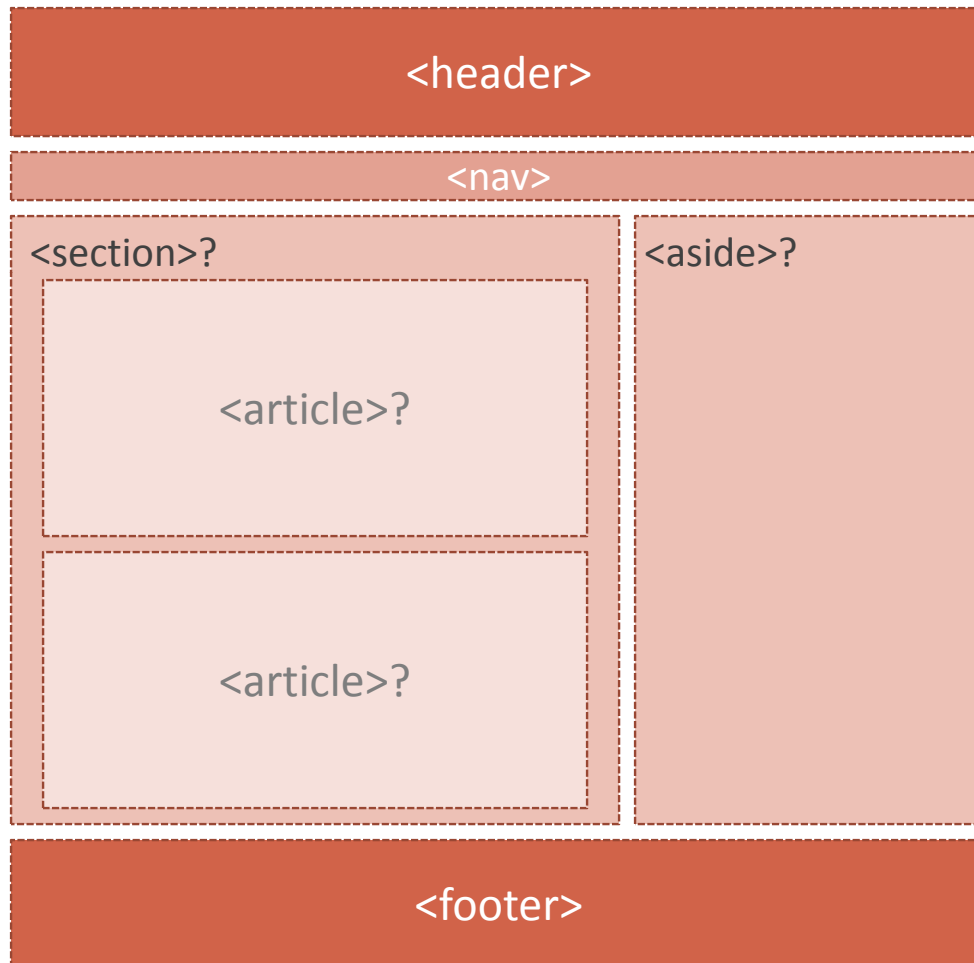 <header>
<nav>
<section>?
<aside>?
<article>?
<article>?
<footer>